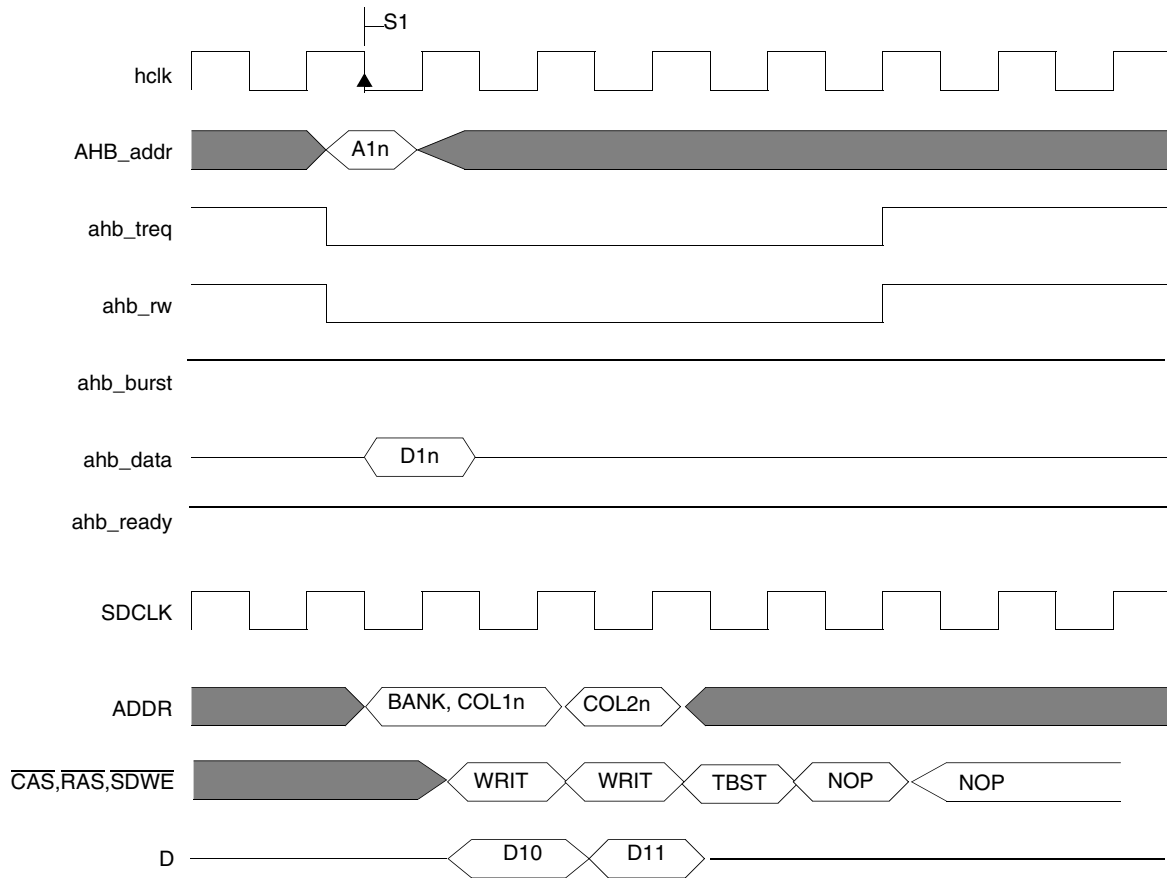 S1
hclk
AHB_addr A1n
ahb_treq
ahb_rw
ahb_burst
ahb_data D1n
ahb_ready
SDCLK
ADDR BANK, COL1n COL2n
CAS,RAS,SDWE WRIT WRIT TBST NOP NOP
D D10 D11